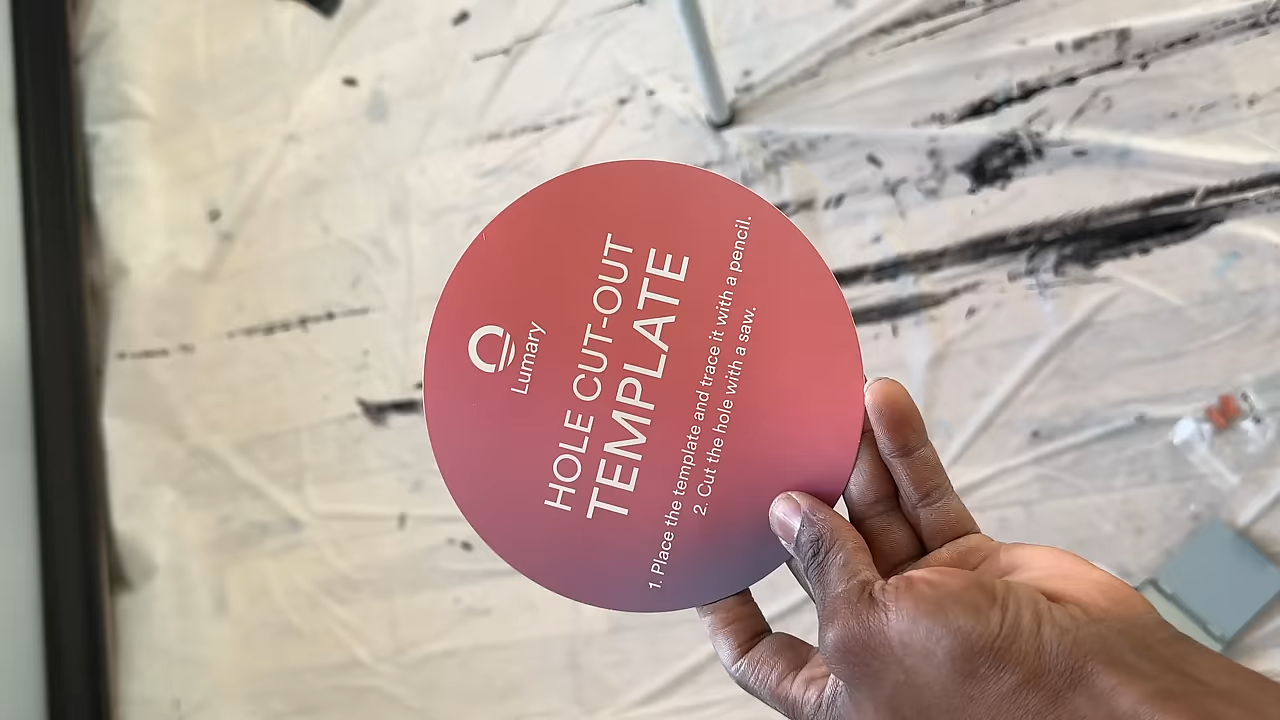 Lumary
HOLE CUT-OUT
TEMPLATE
1. Place the template and trace it with a pencil.
2. Cut the hole with a saw.